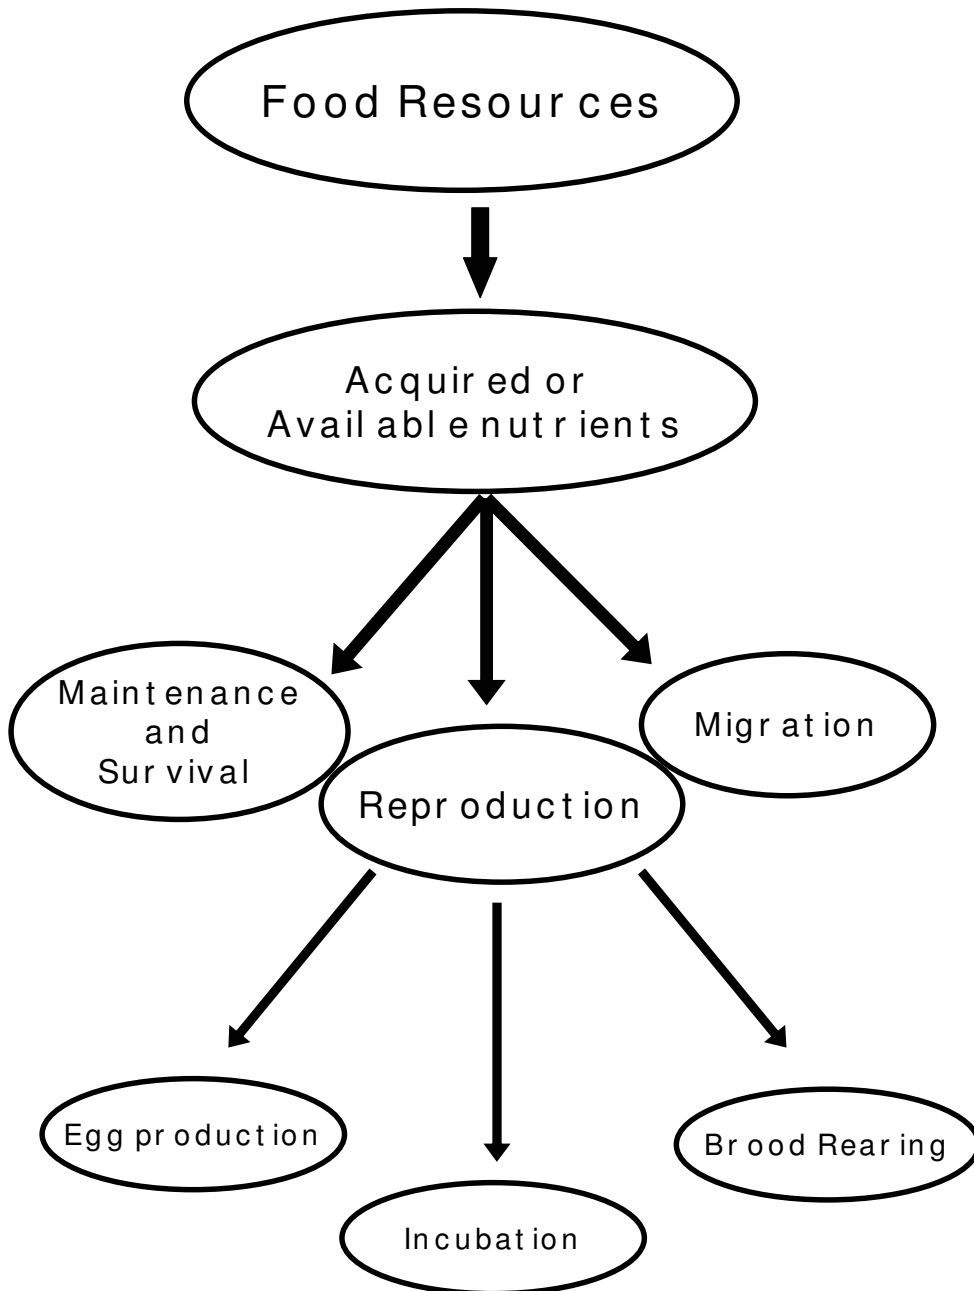 Food Resources
Acquired or
Available nutrients
Maintenance
and
Survival
Migration
Reproduction
Egg production
Brood Rearing
Incubation